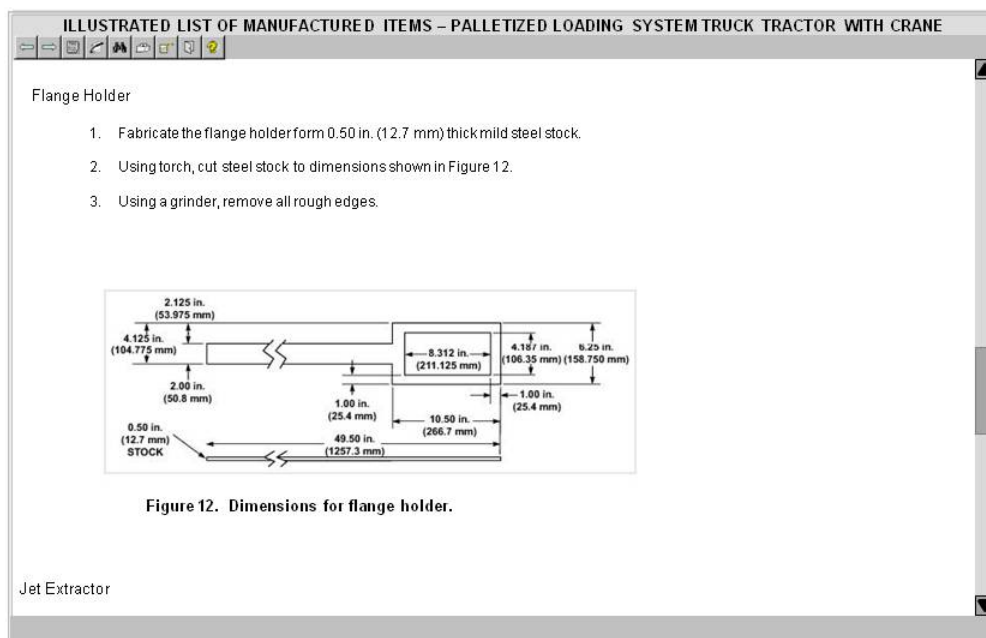 ILLUSTRATED LIST OF MANUFACTURED ITEMS – PALLETIZED LOADING SYSTEM TRUCK TRACTOR WITH CRANE
Flange Holder
1. Fabricate the flange holder form 0.50 in. (12.7 mm) thick mild steel stock.
2. Using torch, cut steel stock to dimensions shown in Figure 12.
3. Using a grinder, remove all rough edges.
2.125 in.
(53.975 mm)
4.125 in.
(104.775 mm)
2.00 in.
(50.8 mm)
8.312 in.
(211.125 mm)
4.187 in.
(106.35 mm)
6.25 in.
(158.750 mm)
1.00 in.
(25.4 mm)
1.00 in.
(25.4 mm)
10.50 in.
(266.7 mm)
0.50 in.
(12.7 mm)
STOCK
49.50 in.
(1257.3 mm)
Figure 12. Dimensions for flange holder.
Jet Extractor